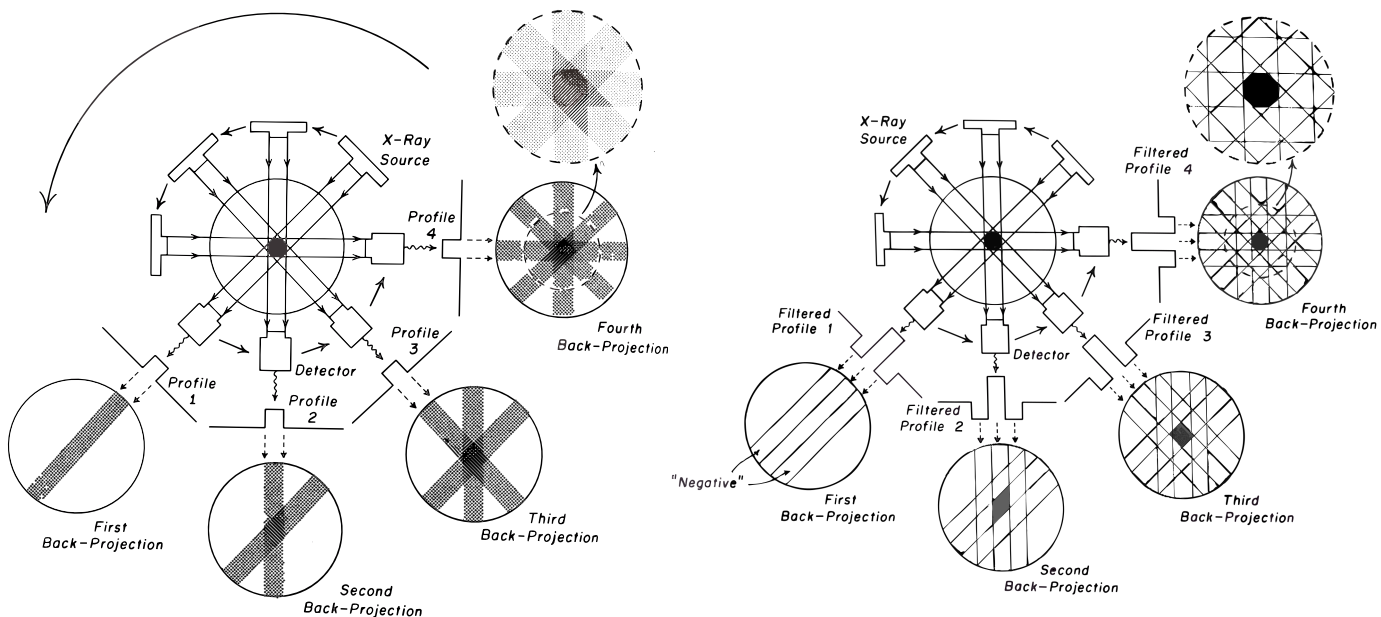 X-Ray
Source
Profile
4
Fourth
Back-Projection
Profile
3
Detector
Profile
1
Profile
2
First
Back-Projection
Second
Back-Projection
Third
Back-Projection
X-Ray
Source
Filtered
Profile 4
Fourth
Back-Projection
Filtered
Profile 1
Filtered
Profile 3
Detector
Filtered
Profile 2
"Negative"
First
Back-Projection
Second
Back-Projection
Third
Back-Projection